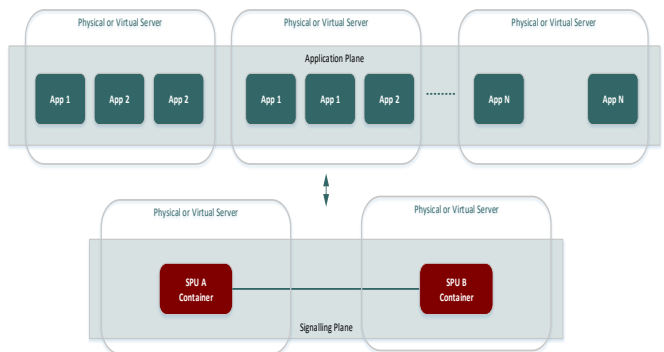 Physical or Virtual Server
Physical or Virtual Server
Physical or Virtual Server
Application Plane
App 1
App 2
App 2
App 1
App 1
App 2
App N
App N
Physical or Virtual Server
Physical or Virtual Server
SPU A
Container
SPU B
Container
Signalling Plane